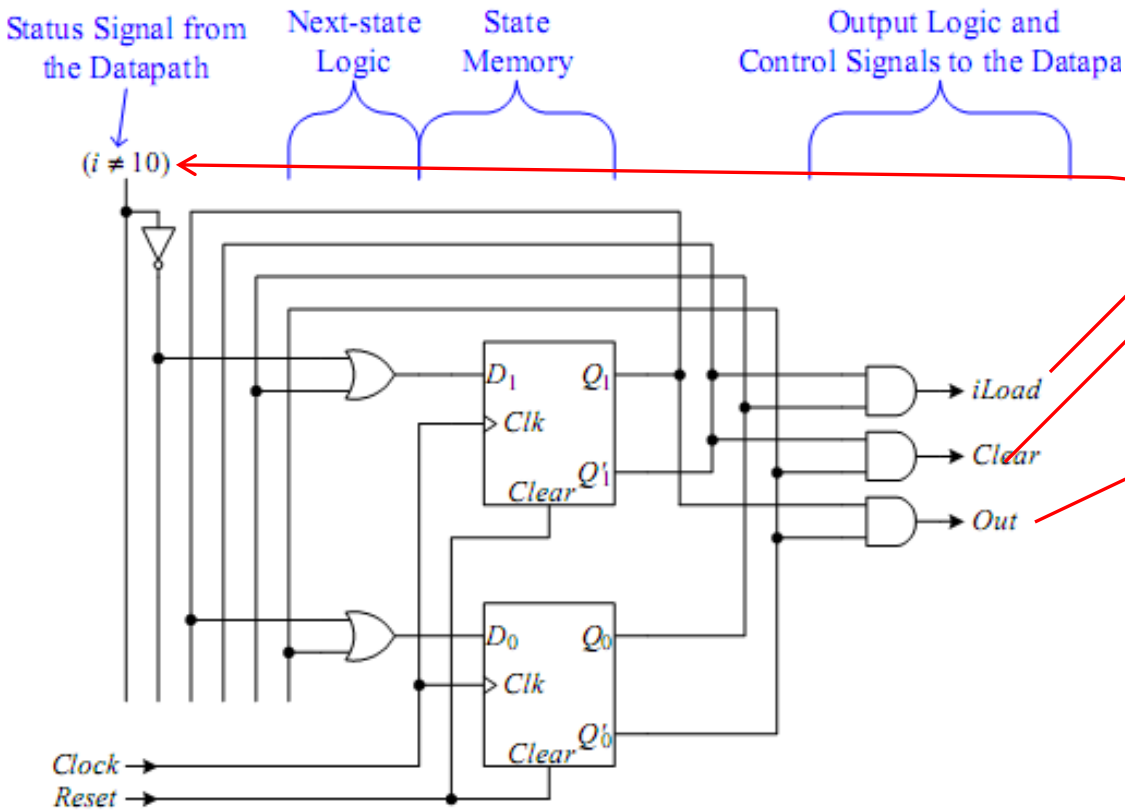 Status Signal from
the Datapath
Next-state
Logic
State
Memory
Output Logic and
Control Signals to the Datapa
(i ≠ 10)
D1
Q1
Clk
Q'1
Clear
iLoad
Clear
Out
D0
Q0
Clk
Q'0
Clear
Clock
Reset